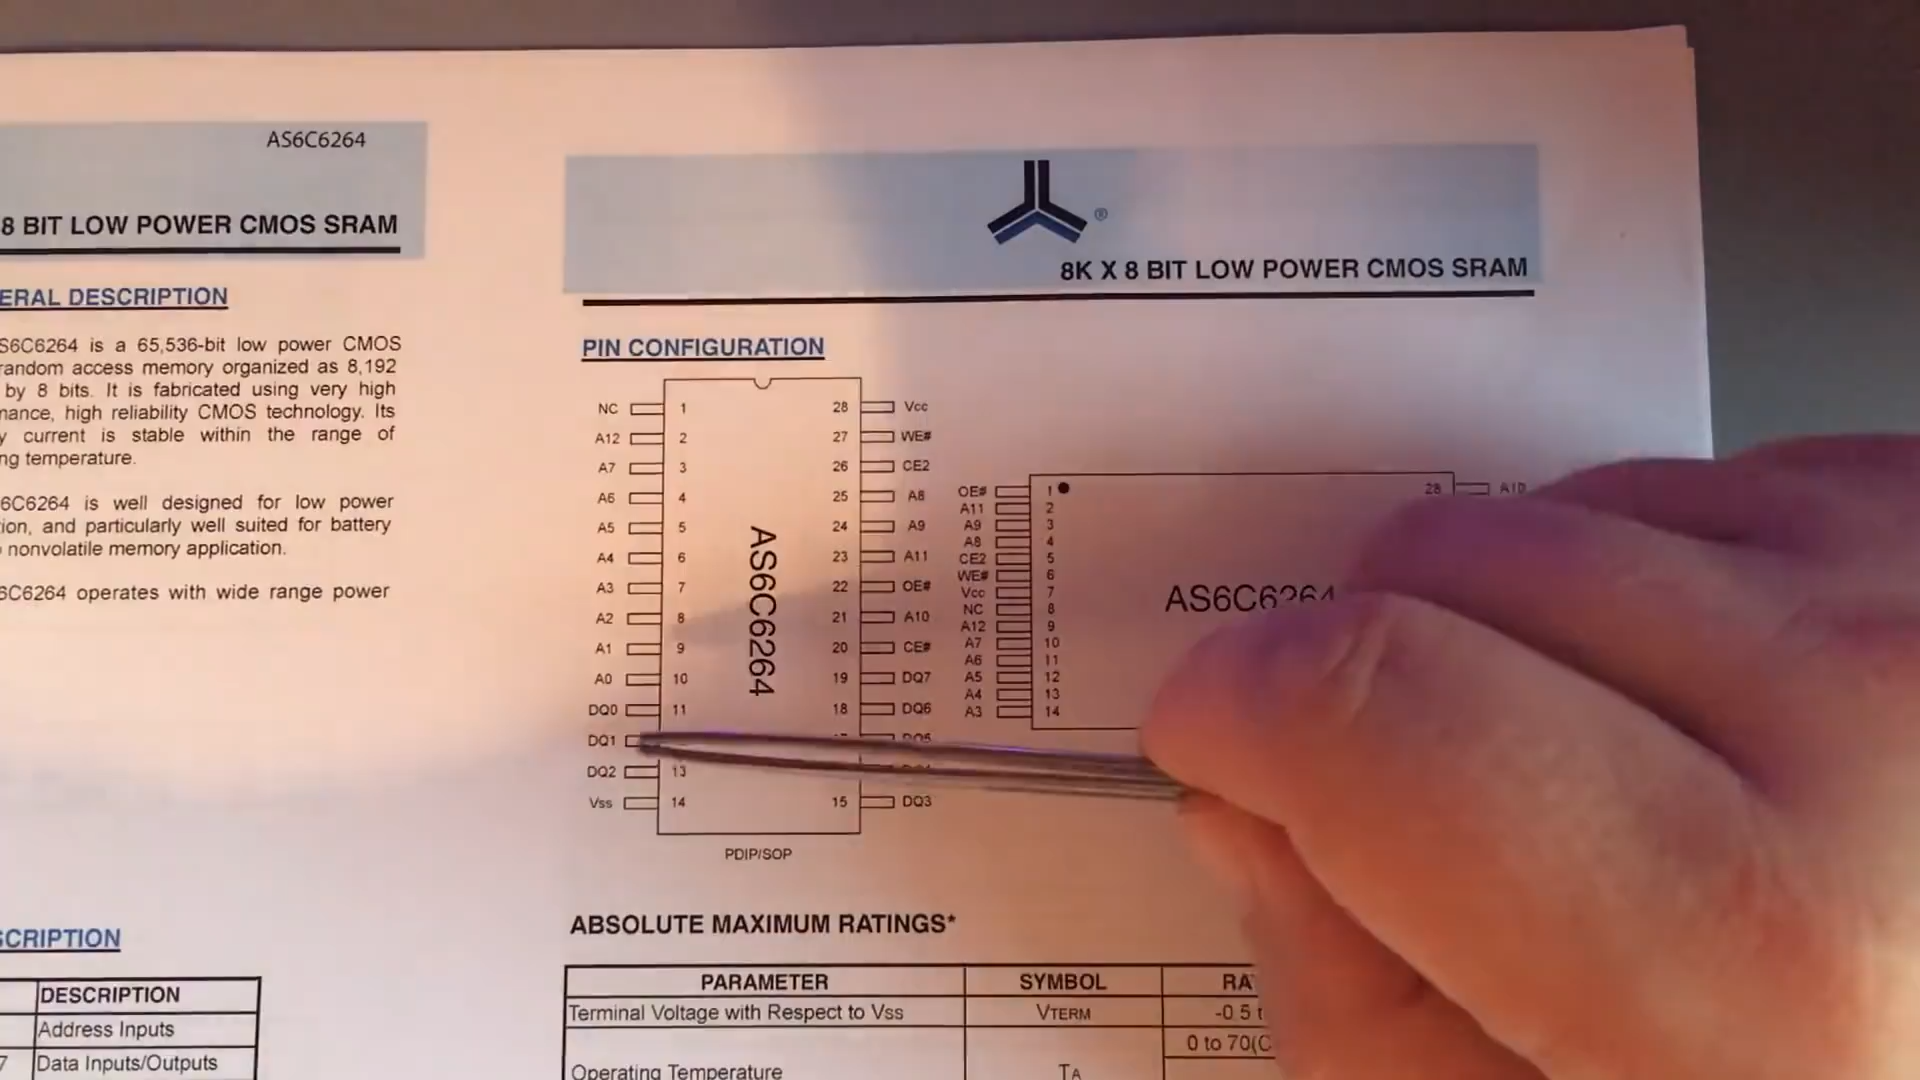 AS6C6264
8 BIT LOW POWER CMOS SRAM
ERAL DESCRIPTION
S6C6264 is a 65,536-bit low power CMOS
random access memory organized as 8,192
by 8 bits. It is fabricated using very high
mance, high reliability CMOS technology. Its
y current is stable within the range of
ng temperature.
6C6264 is well designed for low power
ion, and particularly well suited for battery
nonvolatile memory application.
6C6264 operates with wide range power
SCRIPTION
DESCRIPTION
Address Inputs
7 Data Inputs/Outputs
®
8K X 8 BIT LOW POWER CMOS SRAM
PIN CONFIGURATION
NC 1 28 Vcc
A12 2 27 WE#
A7 3 26 CE2
A6 4 25 A8
A5 5 24 A9
A4 6 23 A11
A3 7 22 OE#
A2 8 21 A10
A1 9 20 CE#
A0 10 19 DQ7
DQ0 11 18 DQ6
DQ1 DQ5
DQ2 13
Vss 14 15 DQ3
AS6C6264
PDIP/SOP
OE# 1 28 A10
A11 2
A9 3
A8 4
CE2 5
WE# 6
Vcc 7
NC 8
A12 9
A7 10
A6 11
A5 12
A4 13
A3 14
AS6C6264
ABSOLUTE MAXIMUM RATINGS*
PARAMETER SYMBOL RA
Terminal Voltage with Respect to Vss VTERM -0.5 t
0 to 70(C
Operating Temperature TA